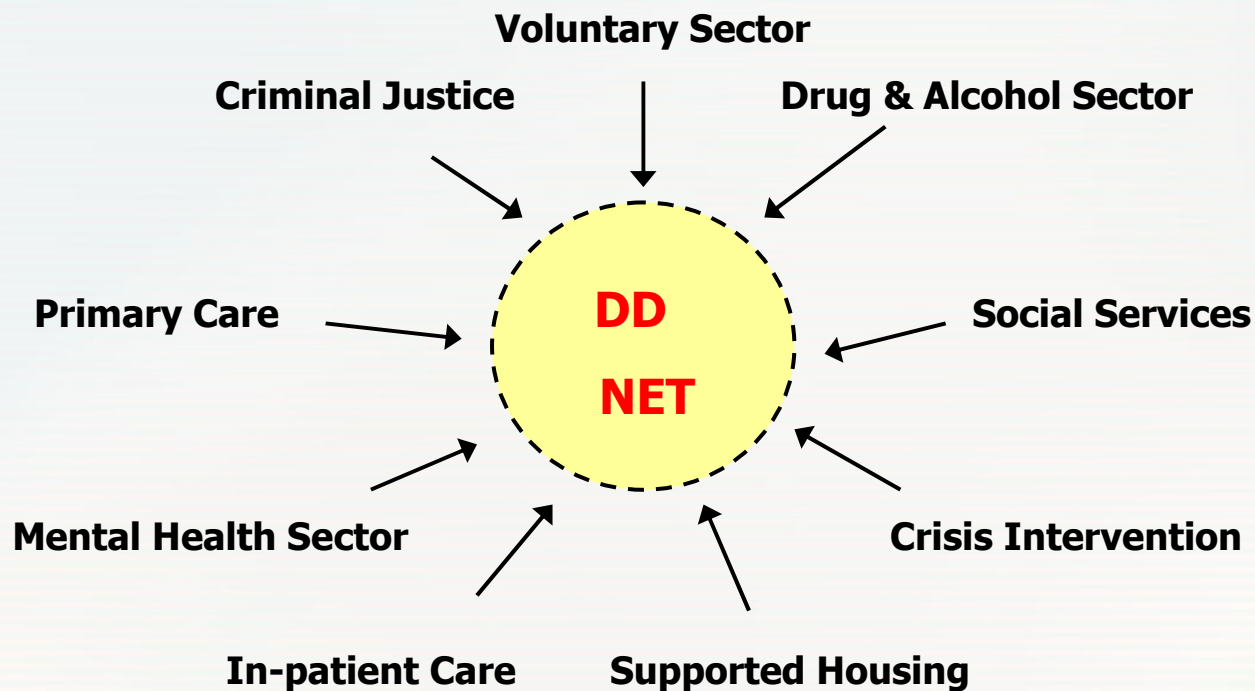 Voluntary Sector
Criminal Justice
Drug & Alcohol Sector
Primary Care
DD
NET
Social Services
Mental Health Sector
Crisis Intervention
In-patient Care
Supported Housing